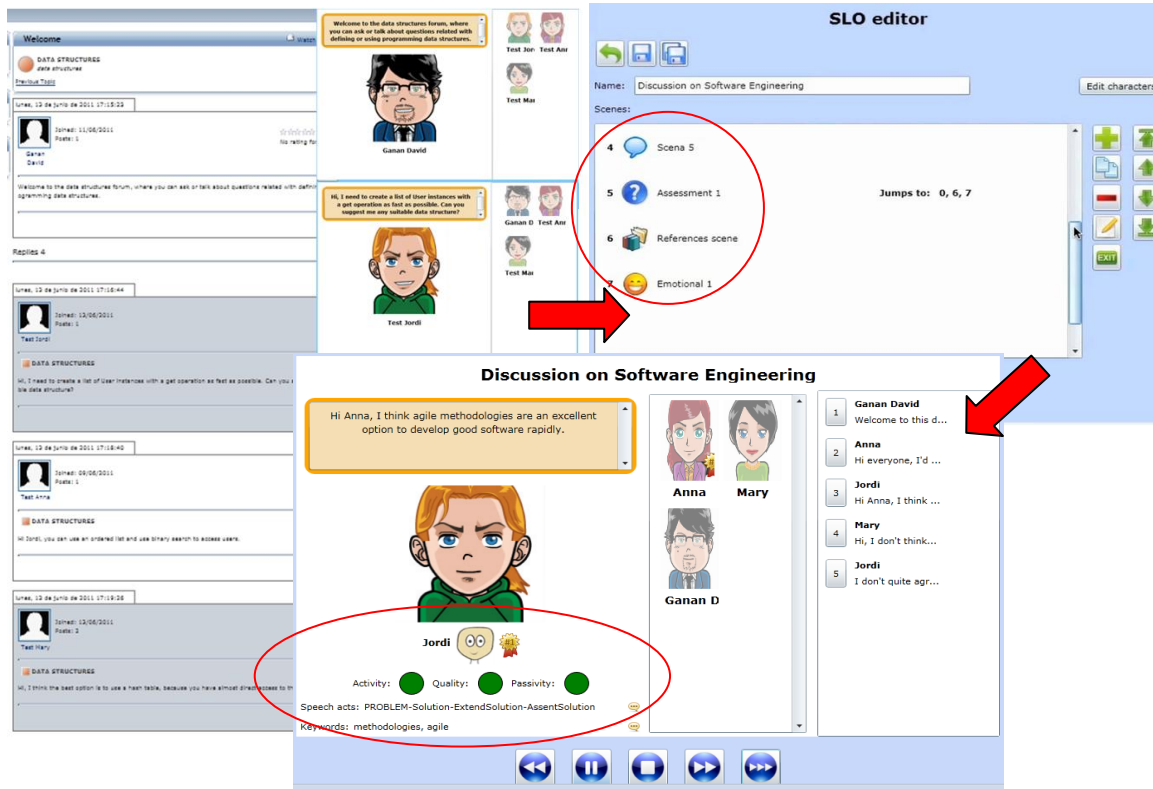 Welcome
Watch
DATA STRUCTURES
data structures
Previous Topic
lunes, 13 de junio de 2011 17:15:23
Joined: 11/06/2011
Posts: 1
No rating for
Ganan
David
Welcome to the data structures forum, where you can ask or talk about questions related with defini
ogramming data structures.
Replies 4
lunes, 13 de junio de 2011 17:16:44
Joined: 13/06/2011
Posts: 1
Test Jordi
DATA STRUCTURES
Hi, I need to create a list of User instances with a get operation as fast as possible. Can you
ble data structure?
lunes, 13 de junio de 2011 17:18:40
Joined: 09/06/2011
Posts: 1
Test Anna
DATA STRUCTURES
Hi Jordi, you can use an ordered list and use binary search to access users.
lunes, 13 de junio de 2011 17:19:26
Joined: 13/06/2011
Posts: 2
Test Mary
DATA STRUCTURES
Hi, I think the best option is to use a hash table, because you have almost direct access to th
Welcome to the data structures forum, where
you can ask or talk about questions related with
defining or using programming data structures.
Ganan David
Test Jor Test Ann
Test Mar
Hi, I need to create a list of User instances with
a get operation as fast as possible. Can you
suggest me any suitable data structure?
Test Jordi
Ganan D Test Ann
Test Mar
SLO editor
Name: Discussion on Software Engineering
Edit characters
Scenes:
4 Scena 5
5 ? Assessment 1 Jumps to: 0, 6, 7
6 References scene
7 Emotional 1
EXIT
Discussion on Software Engineering
Hi Anna, I think agile methodologies are an excellent
option to develop good software rapidly.
Jordi #1
Activity: Quality: Passivity:
Speech acts: PROBLEM-Solution-ExtendSolution-AssentSolution
Keywords: methodologies, agile
Anna Mary
Ganan D
1 Ganan David
Welcome to this d...
2 Anna
Hi everyone, I'd ...
3 Jordi
Hi Anna, I think ...
4 Mary
Hi, I don't think...
5 Jordi
I don't quite agr...